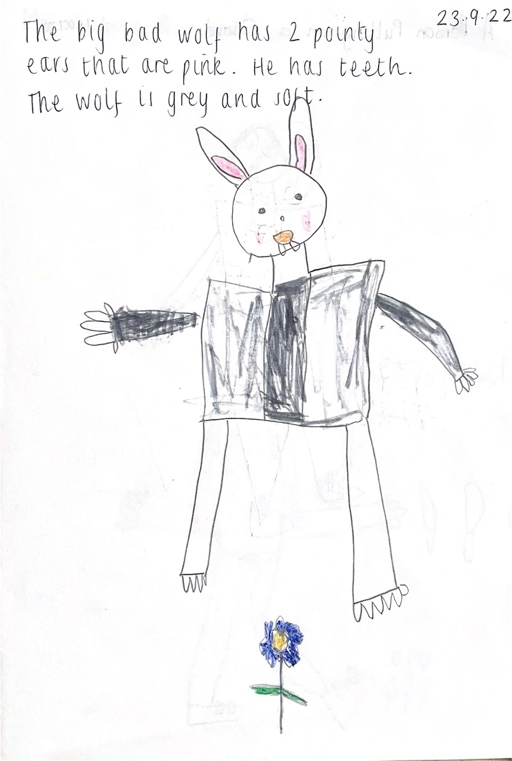 23.9.22
The big bad wolf has 2 pointy
ears that are pink. He has teeth.
The wolf is grey and soft.